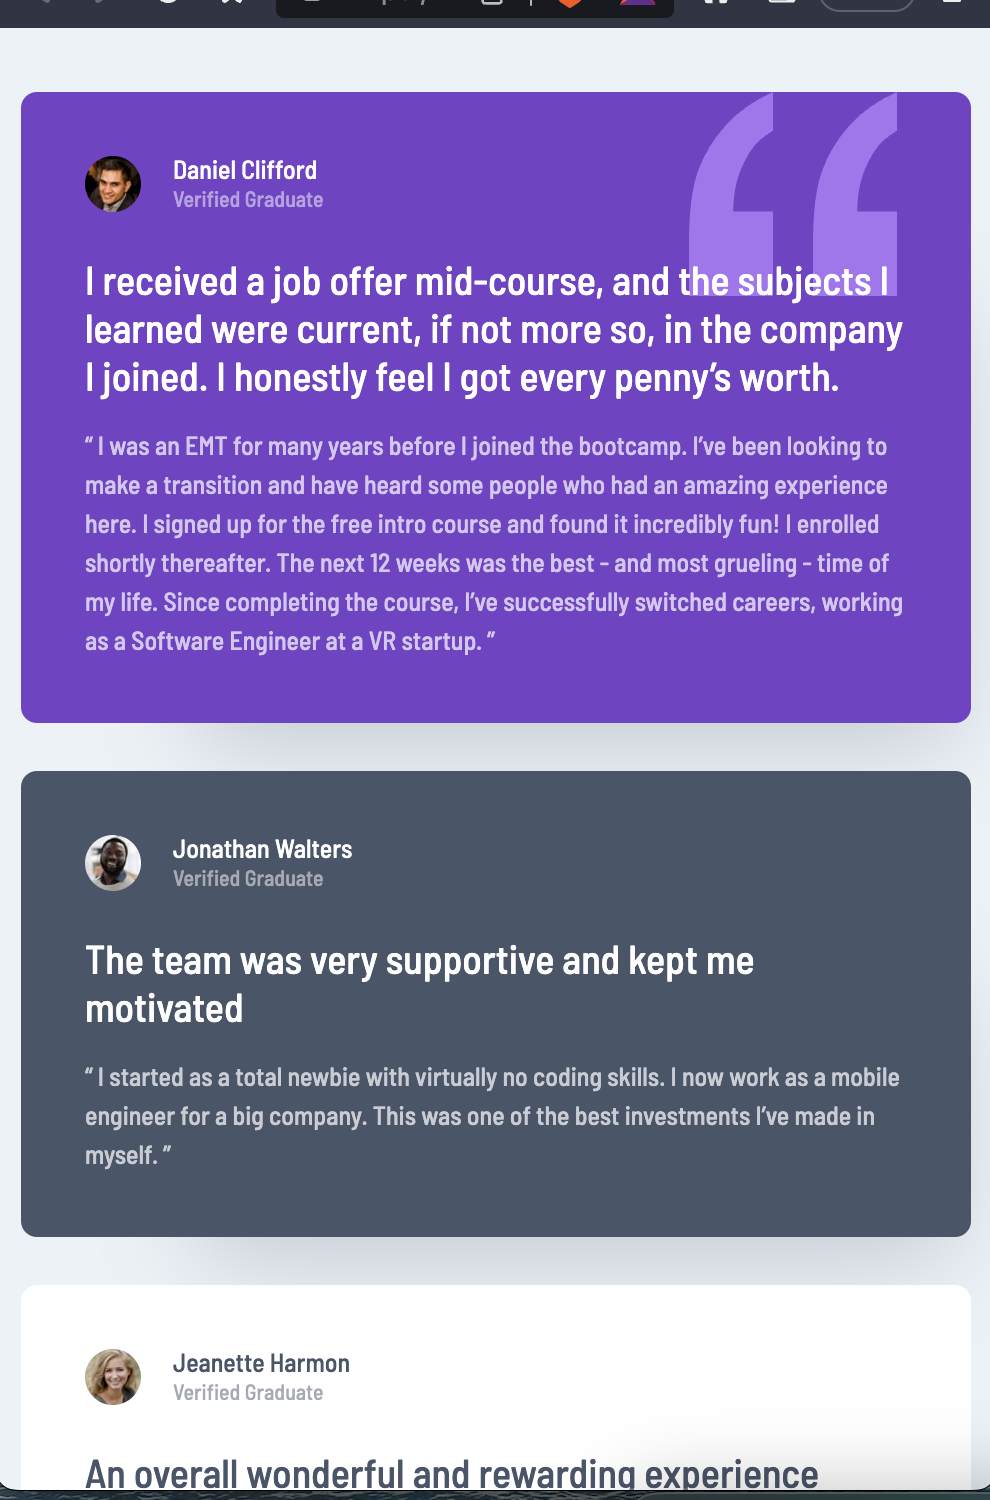 Daniel Clifford
Verified Graduate
I received a job offer mid-course, and the subjects I
learned were current, if not more so, in the company
I joined. I honestly feel I got every penny’s worth.
“ I was an EMT for many years before I joined the bootcamp. I’ve been looking to
make a transition and have heard some people who had an amazing experience
here. I signed up for the free intro course and found it incredibly fun! I enrolled
shortly thereafter. The next 12 weeks was the best - and most grueling - time of
my life. Since completing the course, I’ve successfully switched careers, working
as a Software Engineer at a VR startup. ”
Jonathan Walters
Verified Graduate
The team was very supportive and kept me
motivated
“ I started as a total newbie with virtually no coding skills. I now work as a mobile
engineer for a big company. This was one of the best investments I’ve made in
myself. ”
Jeanette Harmon
Verified Graduate
An overall wonderful and rewarding experience